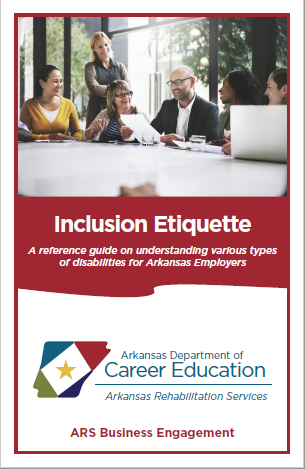 Inclusion Etiquette
A reference guide on understanding various types
of disabilities for Arkansas Employers
Arkansas Department of
Career Education
Arkansas Rehabilitation Services
ARS Business Engagement